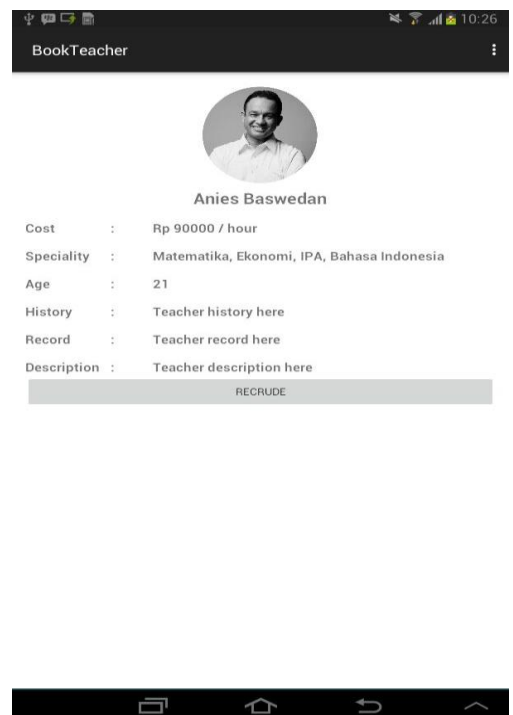 10:26
BookTeacher
Anies Baswedan
Cost : Rp 90000 / hour
Speciality : Matematika, Ekonomi, IPA, Bahasa Indonesia
Age : 21
History : Teacher history here
Record : Teacher record here
Description : Teacher description here
RECRUDE